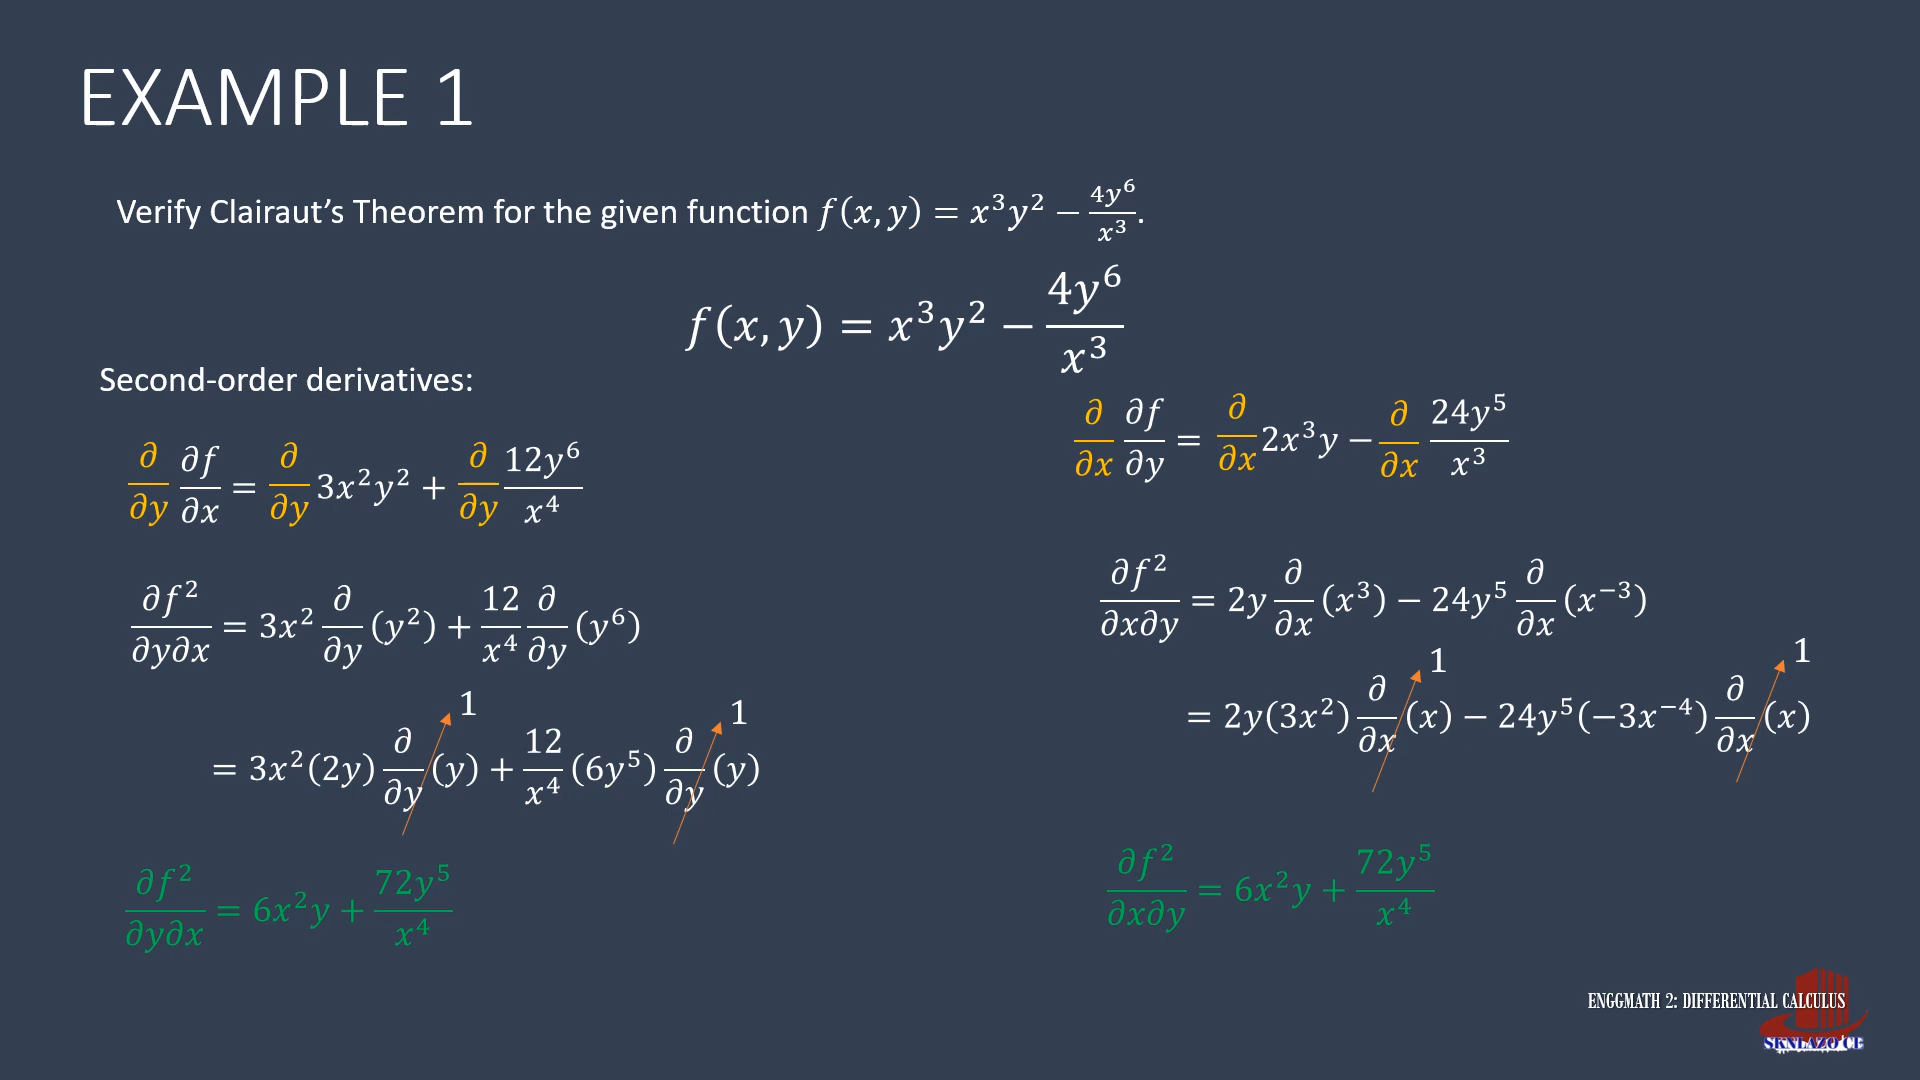 EXAMPLE 1
Verify Clairaut’s Theorem for the given function f(x, y) = x³y² − 4y⁶/x³.
f(x, y) = x³y² − 4y⁶/x³
Second-order derivatives:
∂/∂y ∂f/∂x = ∂/∂y 3x²y² + ∂/∂y 12y⁶/x⁴
∂f²/∂y∂x = 3x² ∂/∂y (y²) + 12/x⁴ ∂/∂y (y⁶)
1 1
= 3x²(2y) ∂/∂y (y) + 12/x⁴ (6y⁵) ∂/∂y (y)
∂f²/∂y∂x = 6x²y + 72y⁵/x⁴
∂/∂x ∂f/∂y = ∂/∂x 2x³y − ∂/∂x 24y⁵/x³
∂f²/∂x∂y = 2y ∂/∂x (x³) − 24y⁵ ∂/∂x (x⁻³)
1 1
= 2y(3x²) ∂/∂x (x) − 24y⁵(−3x⁻⁴) ∂/∂x (x)
∂f²/∂x∂y = 6x²y + 72y⁵/x⁴
ENGGMATH 2: DIFFERENTIAL CALCULUS